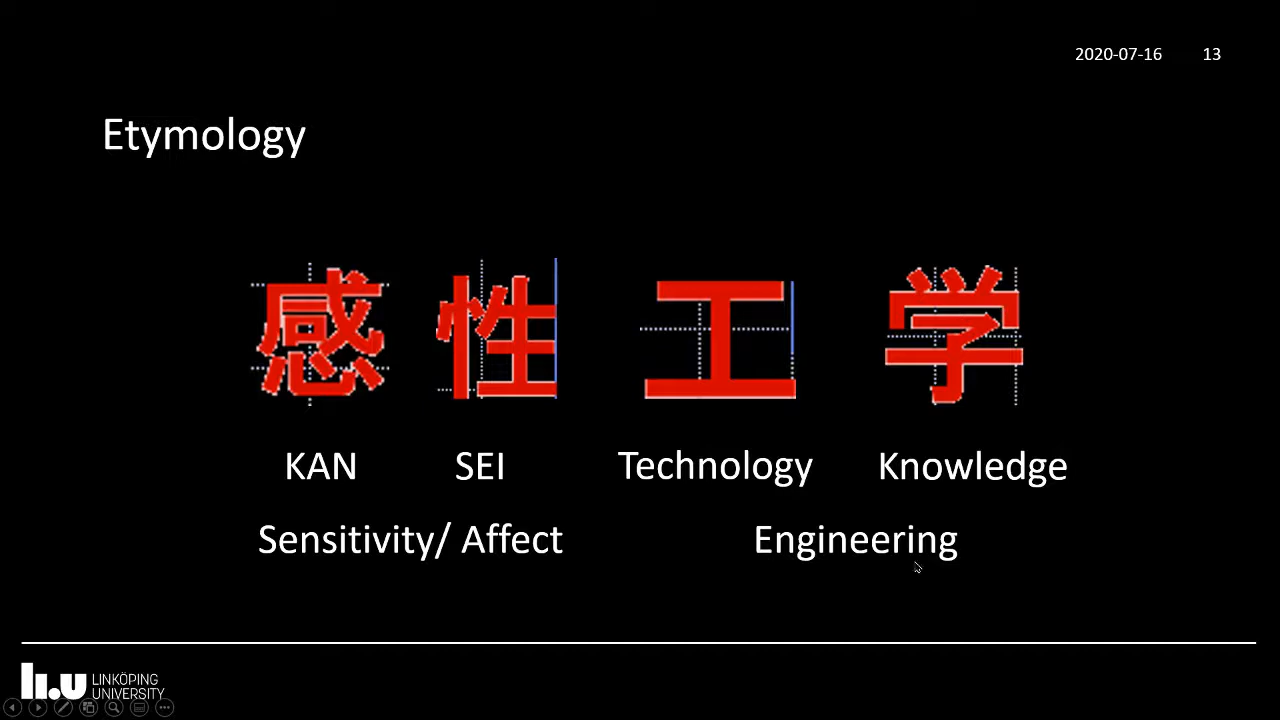 2020-07-16 13
Etymology
感 性 工 学
KAN SEI Technology Knowledge
Sensitivity/ Affect Engineering
LINKÖPING
UNIVERSITY